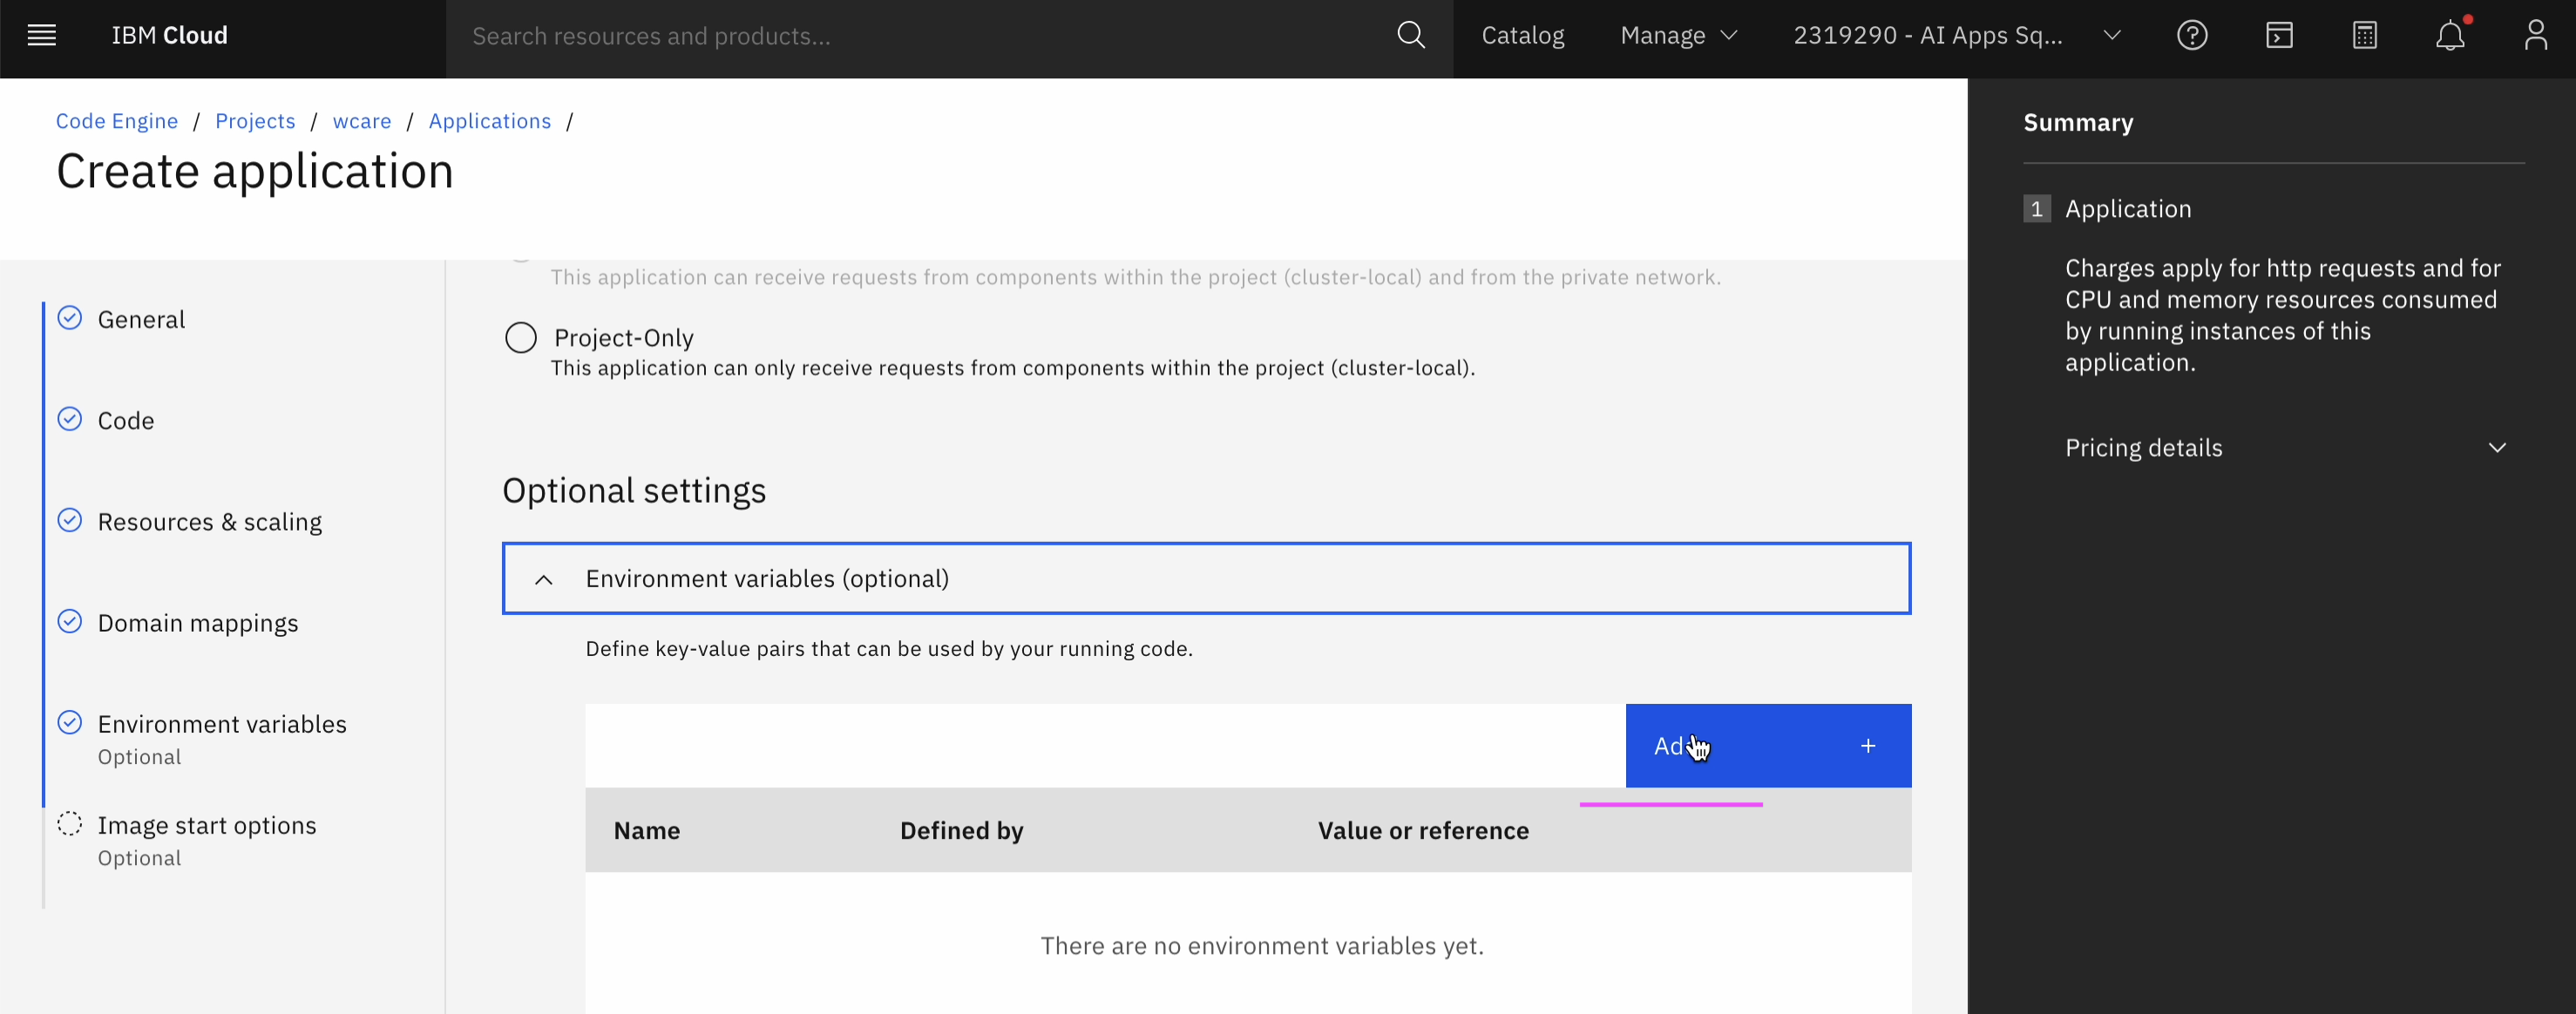 IBM Cloud
Search resources and products...
Catalog
Manage
2319290 - AI Apps Sq...
Code Engine / Projects / wcare / Applications /
Create application
General
Code
Resources & scaling
Domain mappings
Environment variables
Optional
Image start options
Optional
This application can receive requests from components within the project (cluster-local) and from the private network.
Project-Only
This application can only receive requests from components within the project (cluster-local).
Optional settings
Environment variables (optional)
Define key-value pairs that can be used by your running code.
Ad +
Name
Defined by
Value or reference
There are no environment variables yet.
Summary
1 Application
Charges apply for http requests and for
CPU and memory resources consumed
by running instances of this
application.
Pricing details